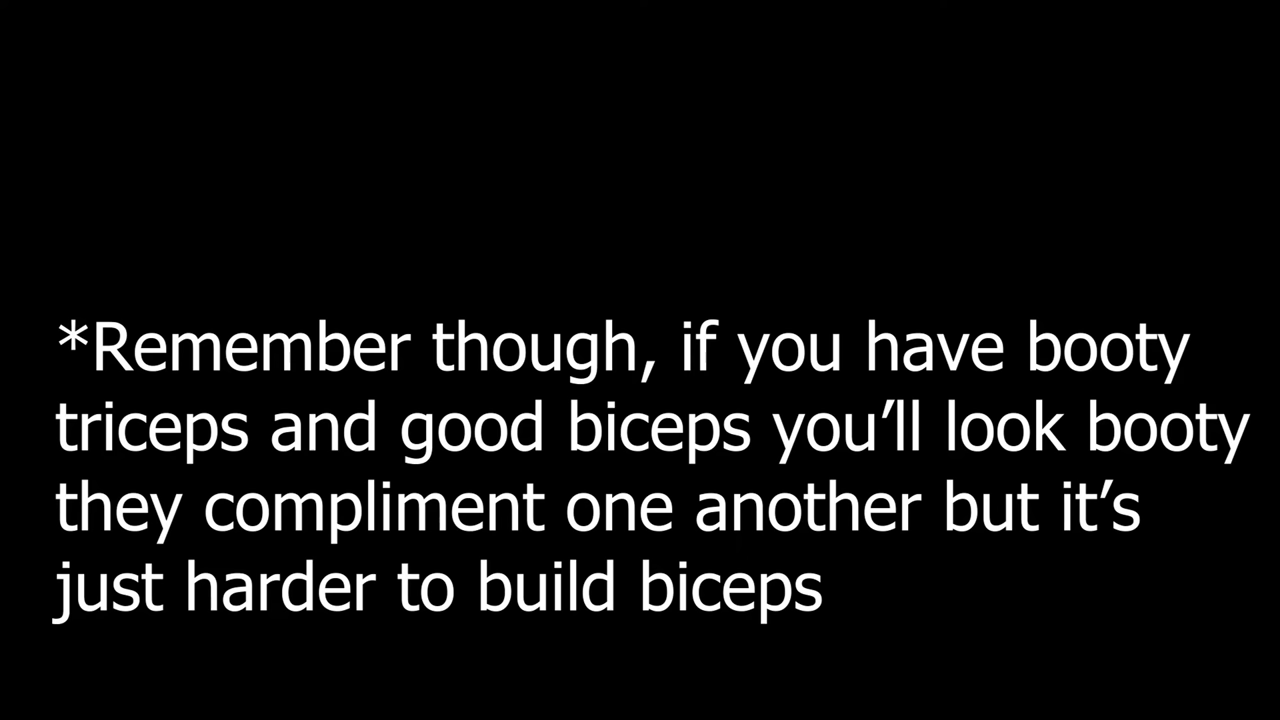 *Remember though, if you have booty
triceps and good biceps you’ll look booty
they compliment one another but it’s
just harder to build biceps